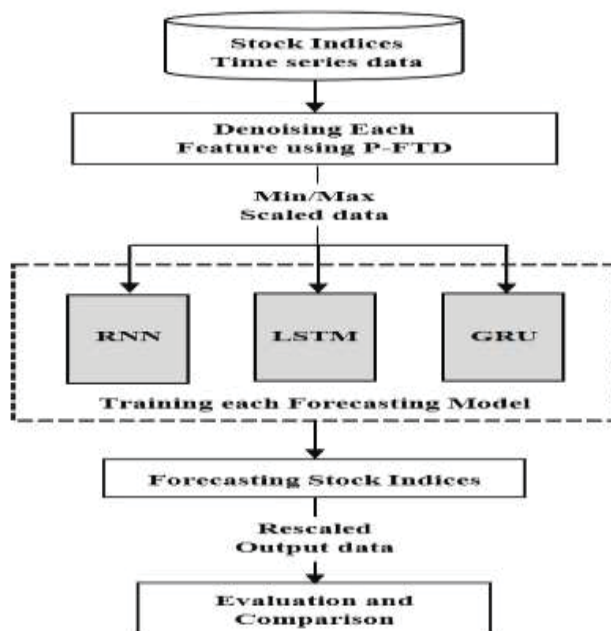 Stock Indices
Time series data
Denoising Each
Feature using P-FTD
Min/Max
Scaled data
RNN
LSTM
GRU
Training each Forecasting Model
Forecasting Stock Indices
Rescaled
Output data
Evaluation and
Comparison